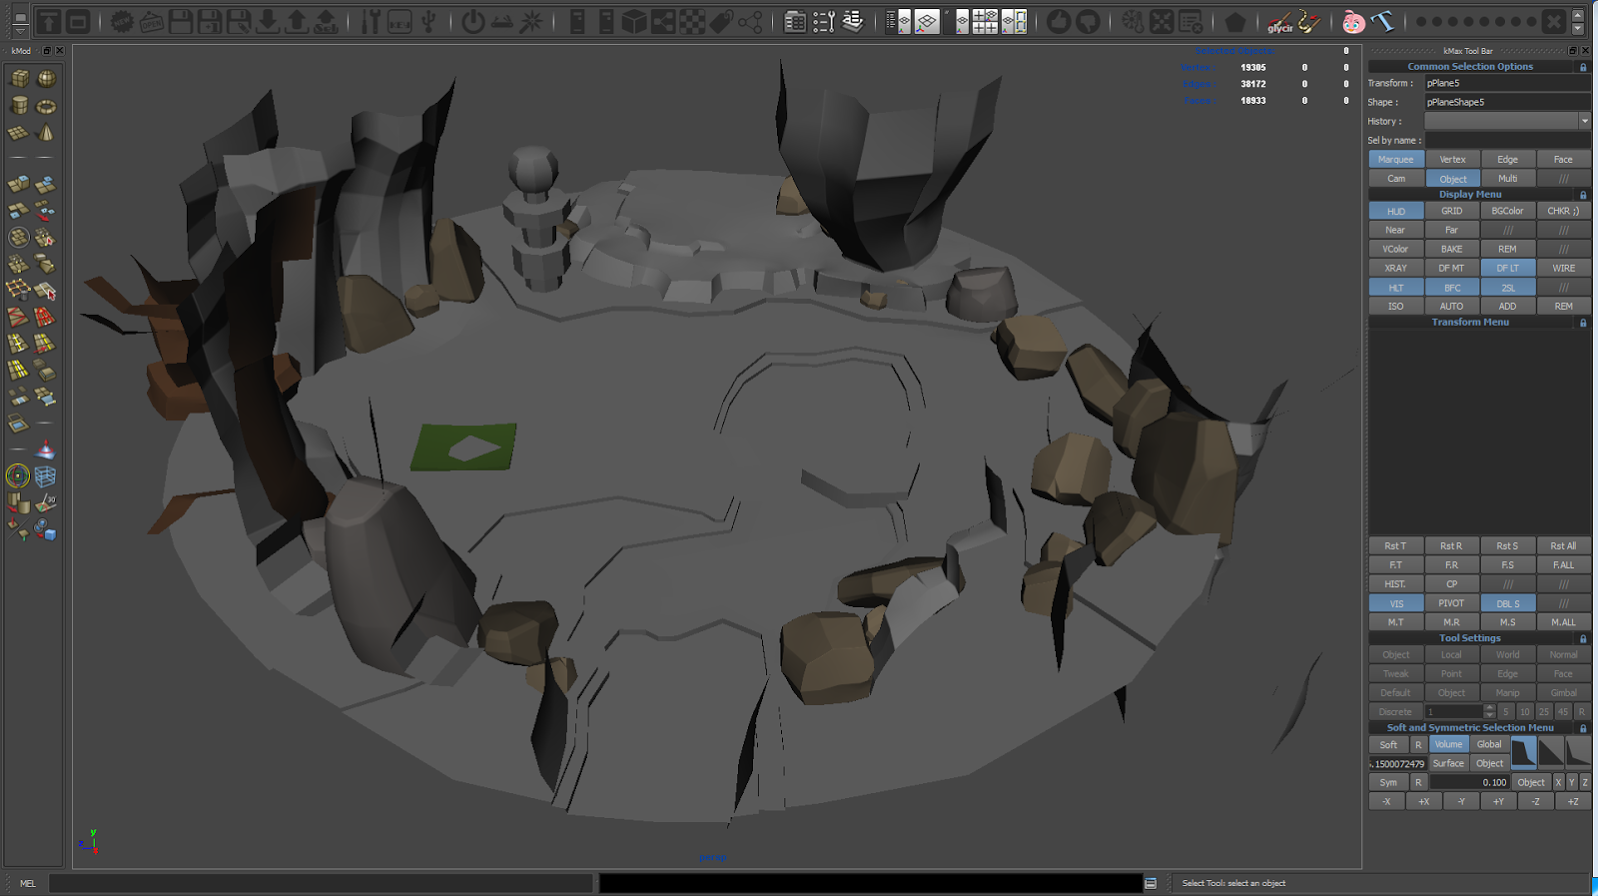 NEW
OPEN
glycir
kMod
Selected Objects: 0
Verts: 19305 0 0
Edges: 38172 0 0
Faces: 18933 0 0
kMax Tool Bar
Common Selection Options
Transform : pPlane5
Shape : pPlaneShape5
History :
Sel by name :
Marquee Vertex Edge Face
Cam Object Multi ///
Display Menu
HUD GRID BGColor CHKR ;)
Near Far /// ///
VColor BAKE REM ///
XRAY DF MT DF LT WIRE
HLT BFC 2SL ///
ISO AUTO ADD REM
Transform Menu
Rst T Rst R Rst S Rst All
F.T F.R F.S F.ALL
HIST. CP /// ///
VIS PIVOT DBL S ///
M.T M.R M.S M.ALL
Tool Settings
Object Local World Normal
Tweak Point Edge Face
Default Object Manip Gimbal
Discrete 1 5 10 25 45 R
Soft and Symmetric Selection Menu
Soft R Volume Global
.1500072479 Surface Object
Sym R 0.100 Object X Y Z
-X +X -Y +Y -Z +Z
30
y
z
persp
MEL
Select Tool: select an object